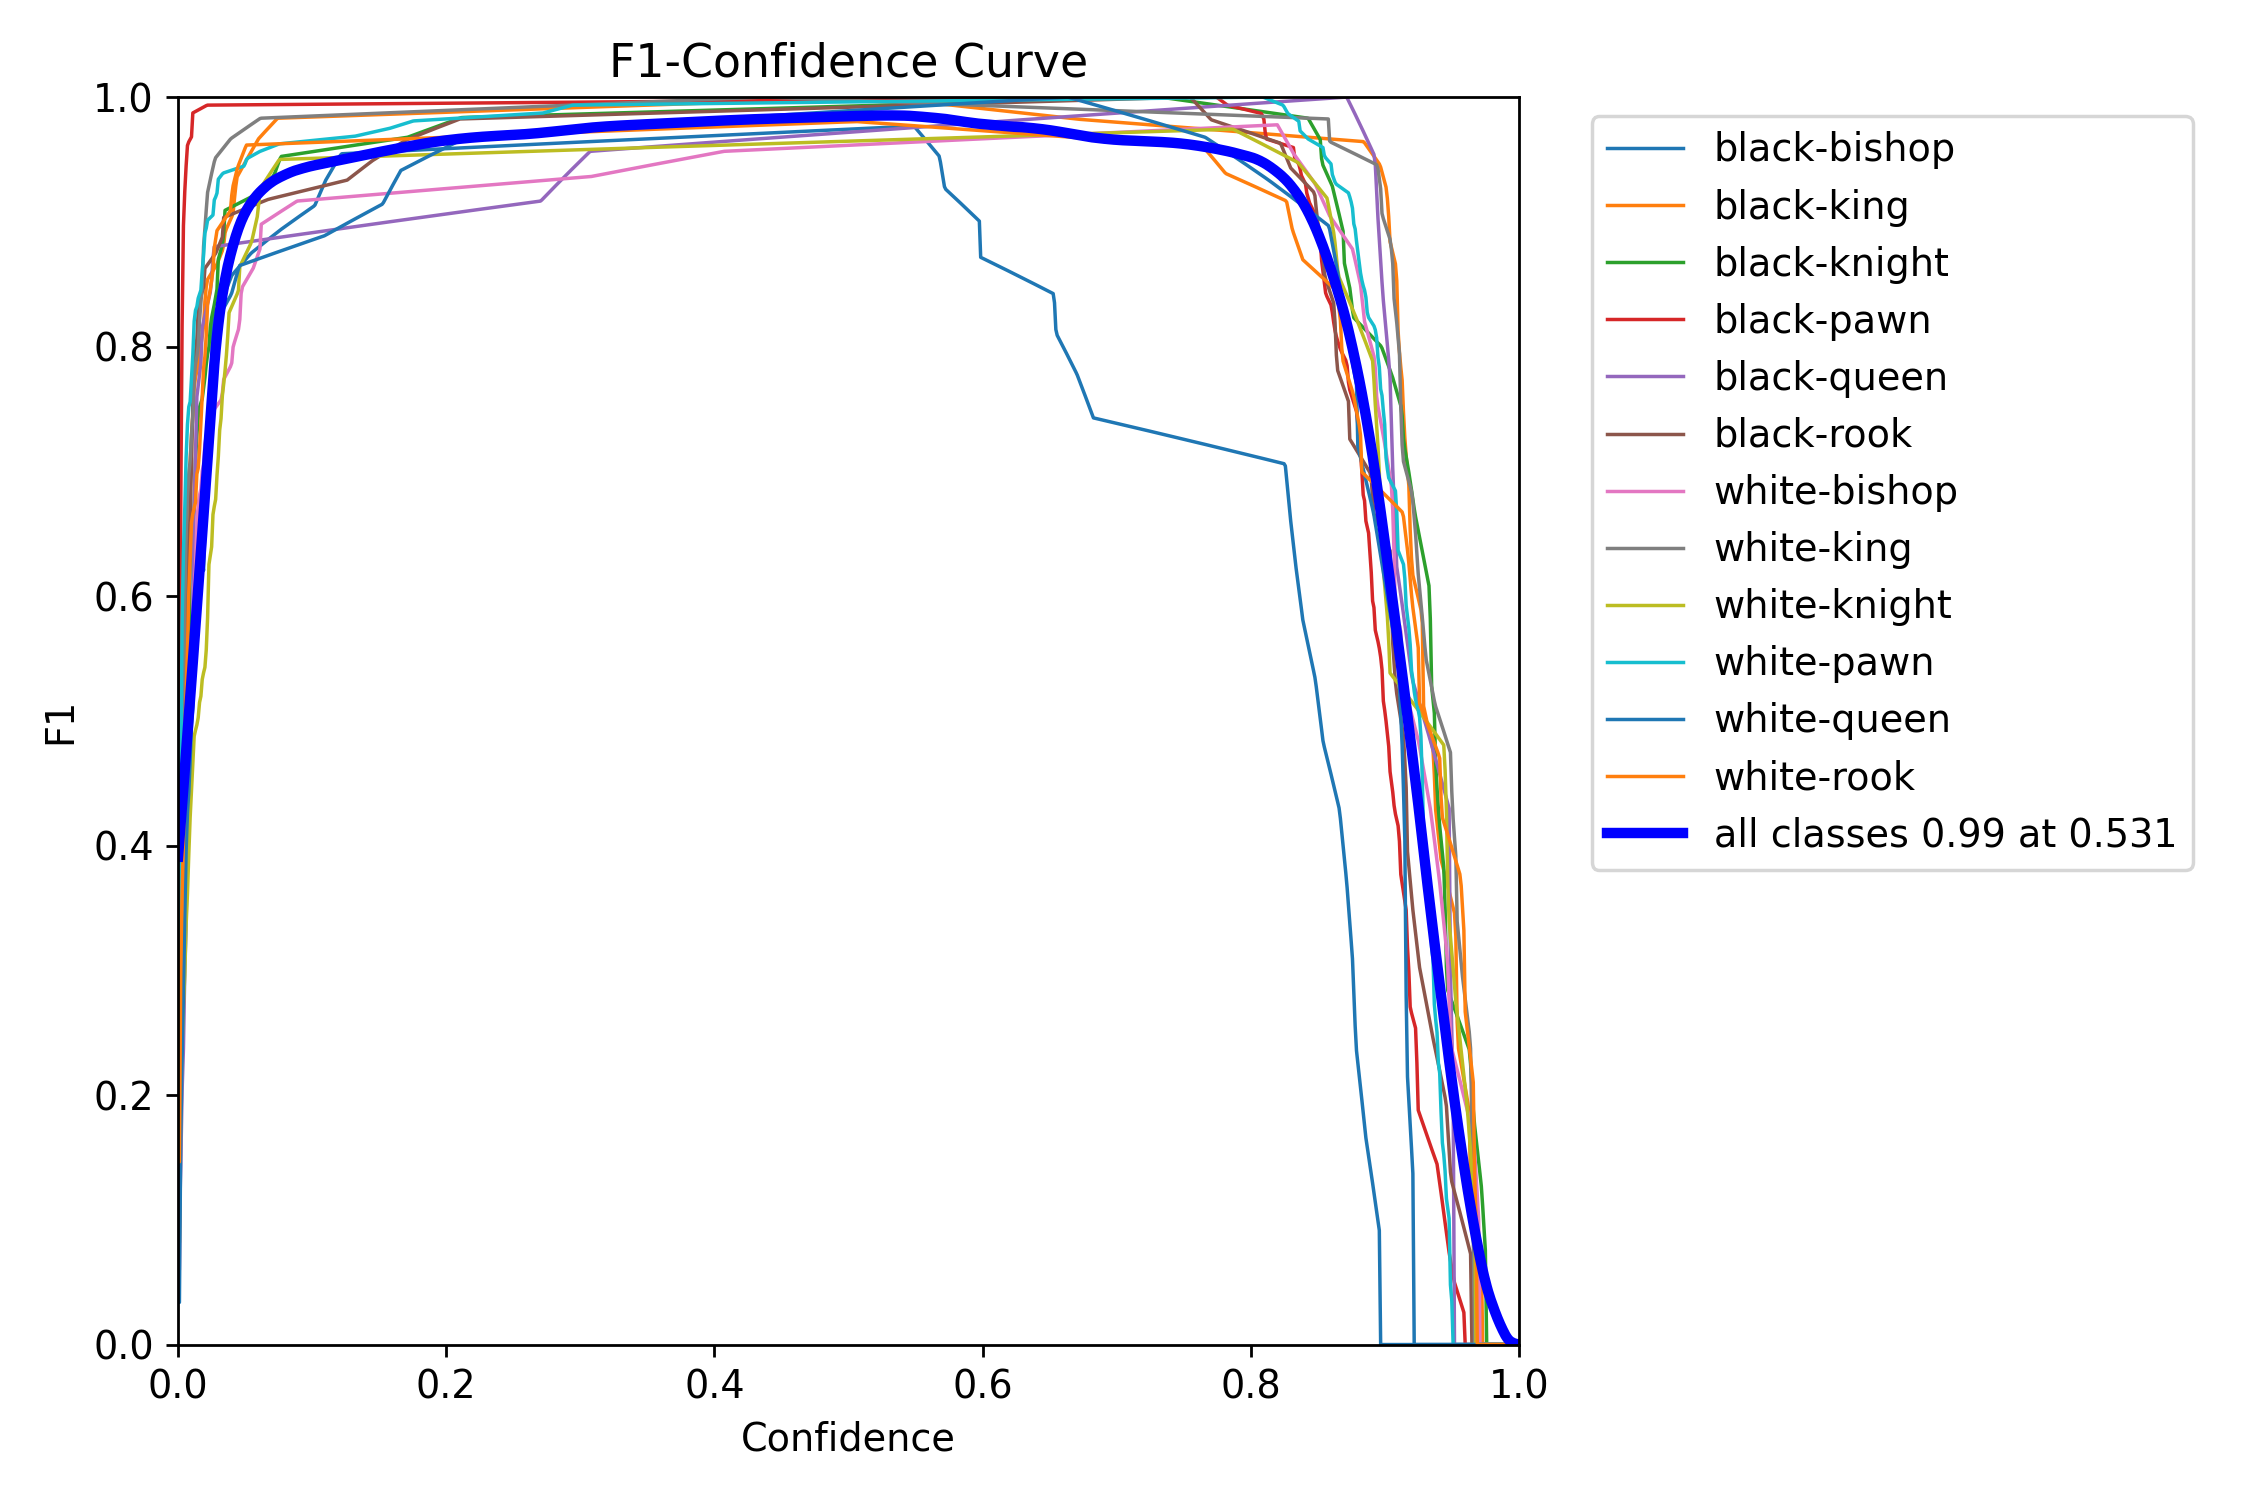 F1-Confidence Curve
1.0
0.8
0.6
0.4
0.2
0.0
F1
0.0 0.2 0.4 0.6 0.8 1.0
Confidence
black-bishop
black-king
black-knight
black-pawn
black-queen
black-rook
white-bishop
white-king
white-knight
white-pawn
white-queen
white-rook
all classes 0.99 at 0.531